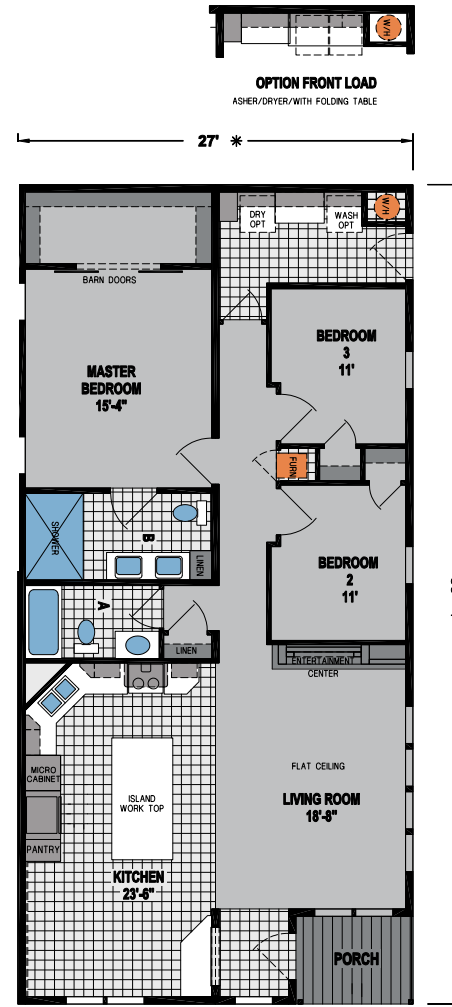 W/H
OPTION FRONT LOAD
ASHER/DRYER/WITH FOLDING TABLE
27' *
DRY
OPT
WASH
OPT
W/H
BARN DOORS
MASTER
BEDROOM
15'-4"
BEDROOM
3
11'
FURN
SHOWER
B
LINEN
BEDROOM
2
11'
A
LINEN
ENTERTAINMENT
CENTER
MICRO
CABINET
ISLAND
WORK TOP
FLAT CEILING
LIVING ROOM
18'-8"
PANTRY
KITCHEN
23'-6"
PORCH